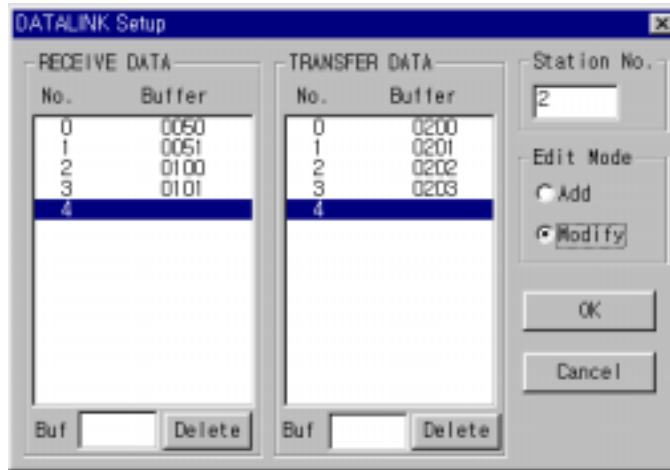 DATALINK Setup
RECEIVE DATA
No. Buffer
0 0050
1 0051
2 0100
3 0101
4
Buf Delete
TRANSFER DATA
No. Buffer
0 0200
1 0201
2 0202
3 0203
4
Buf Delete
Station No.
2
Edit Mode
Add
Modify
OK
Cancel